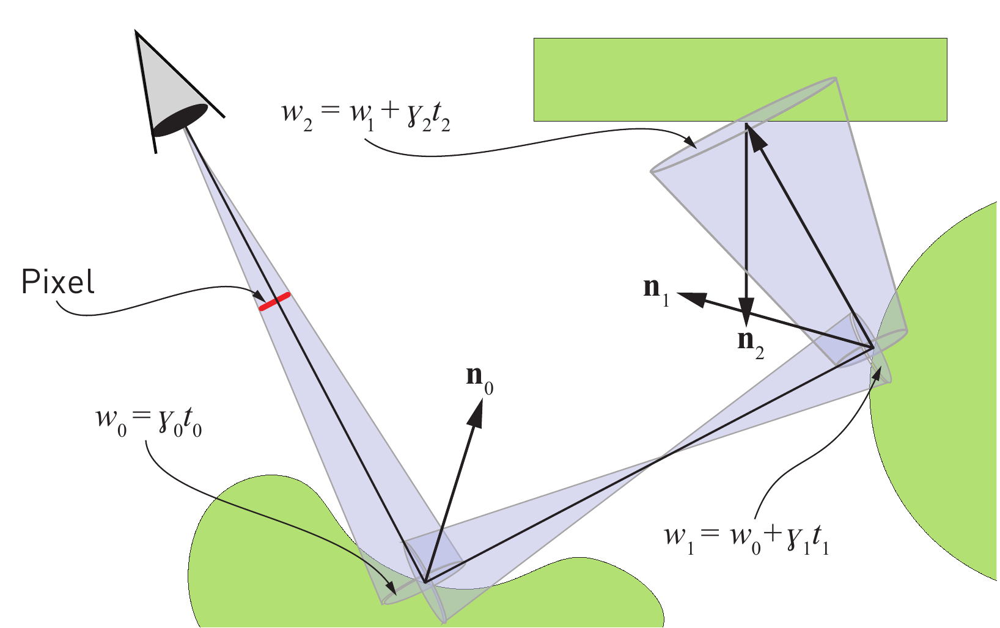 w₂ = w₁ + γ₂t₂
Pixel
n₁
n₂
n₀
w₀ = γ₀t₀
w₁ = w₀+γ₁t₁